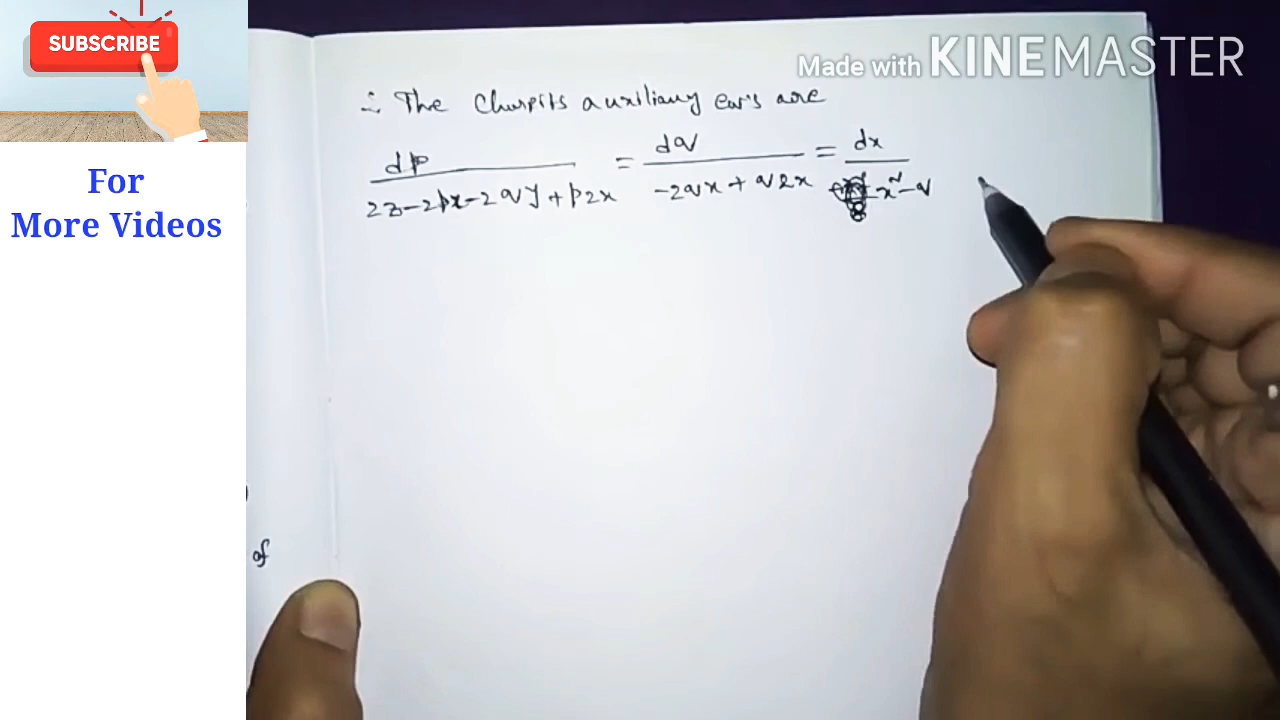 SUBSCRIBE
For
More Videos
Made with KINEMASTER
∴ The Charpits auxiliary eqn's are
dp / 2z-2px-2qy+p2x = dq / -2qx+q2x = dx / x²-q
of